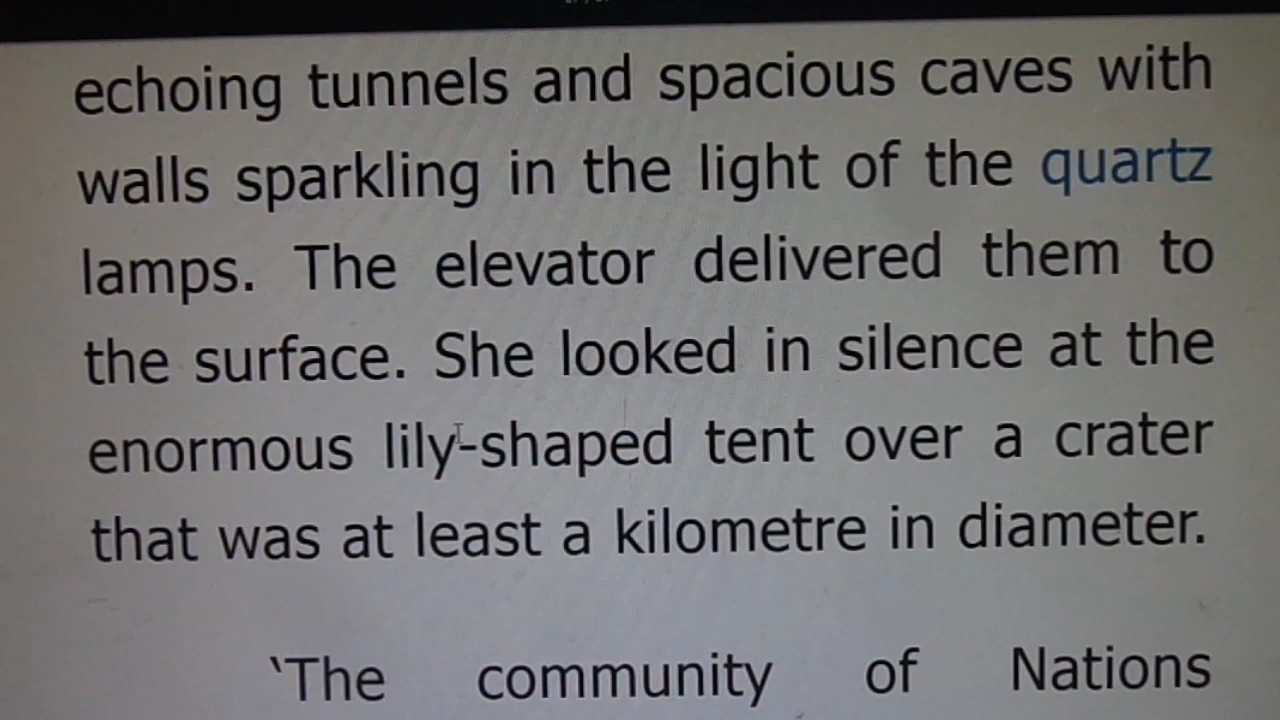 echoing tunnels and spacious caves with
walls sparkling in the light of the quartz
lamps. The elevator delivered them to
the surface. She looked in silence at the
enormous lily-shaped tent over a crater
that was at least a kilometre in diameter.
‘The community of Nations